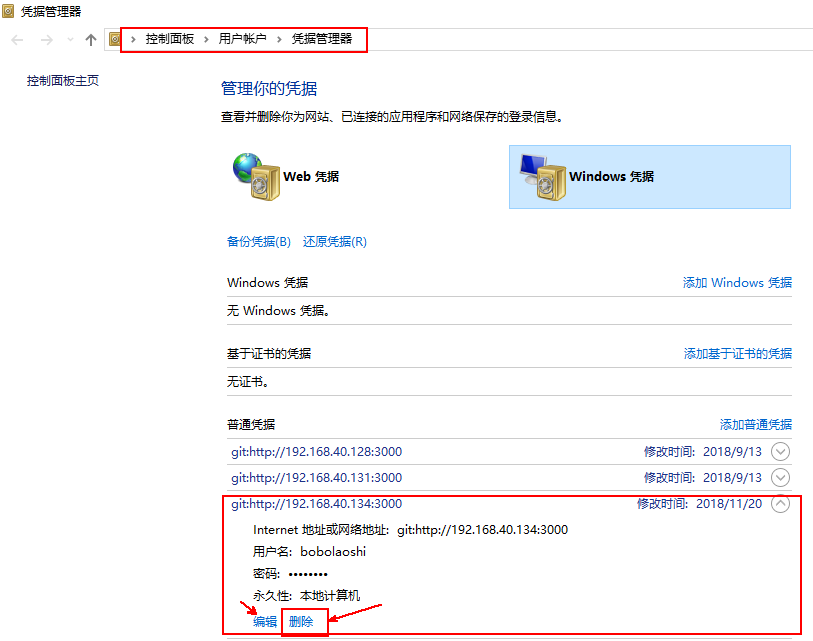 凭据管理器
控制面板 › 用户帐户 › 凭据管理器
控制面板主页
管理你的凭据
查看并删除你为网站、已连接的应用程序和网络保存的登录信息。
Web 凭据
Windows 凭据
备份凭据(B) 还原凭据(R)
Windows 凭据 添加 Windows 凭据
无 Windows 凭据。
基于证书的凭据 添加基于证书的凭据
无证书。
普通凭据 添加普通凭据
git:http://192.168.40.128:3000 修改时间: 2018/9/13
git:http://192.168.40.131:3000 修改时间: 2018/9/13
git:http://192.168.40.134:3000 修改时间: 2018/11/20
Internet 地址或网络地址: git:http://192.168.40.134:3000
用户名: bobolaoshi
密码: ••••••••
永久性: 本地计算机
编辑 删除